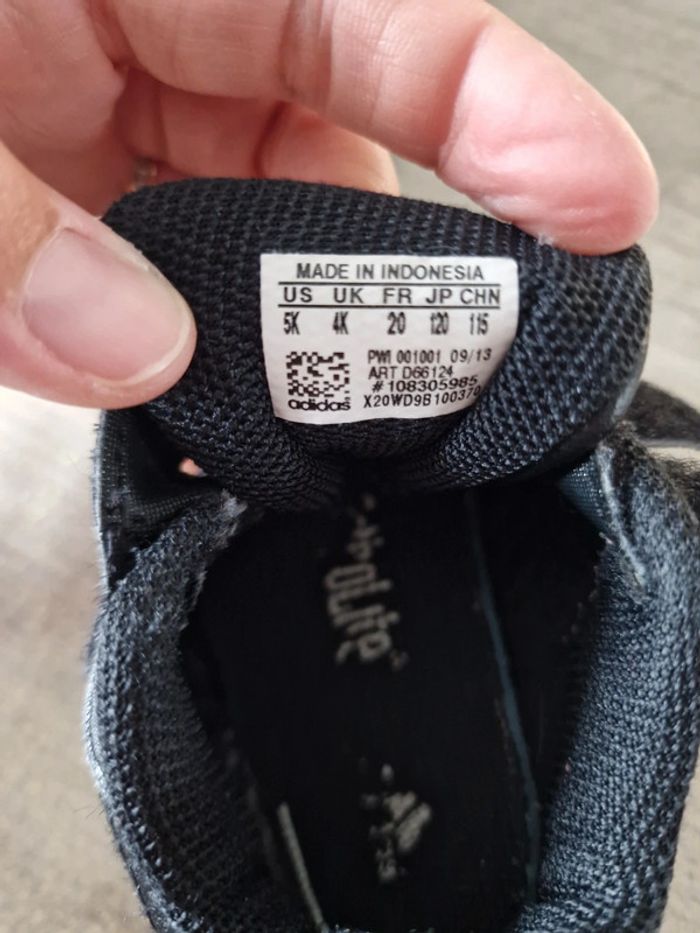 MADE IN INDONESIA
US UK FR JP CHN
5K 4K 20 120 115
PWI 001001 09/13
ART D66124
#108305985
adidas X20WD9B100370